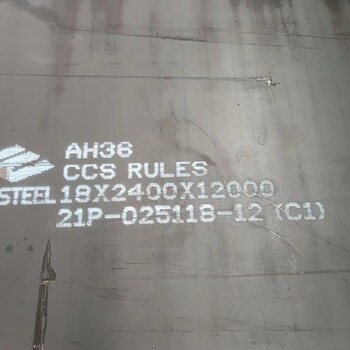 AH36
CCS RULES
STEEL 18X2400X12000
21P-025118-12 (C1)